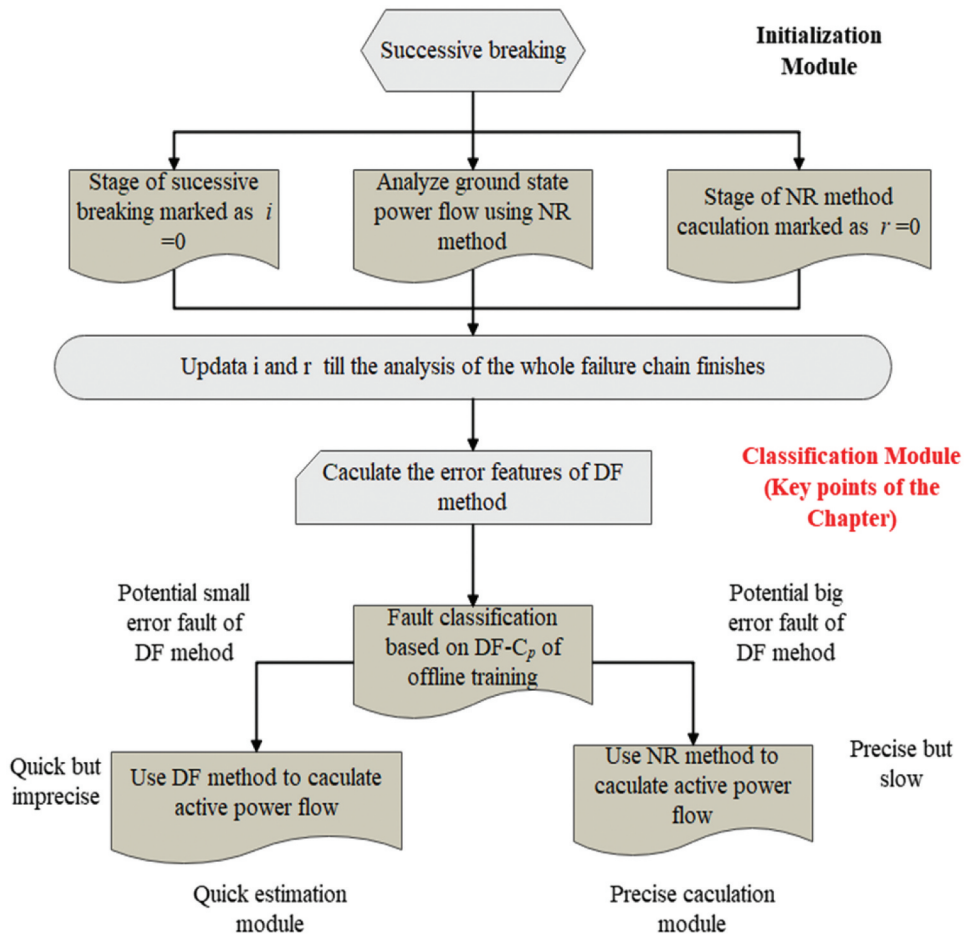 Successive breaking
Initialization
Module
Stage of sucessive
breaking marked as i
=0
Analyze ground state
power flow using NR
method
Stage of NR method
caculation marked as r =0
Updata i and r till the analysis of the whole failure chain finishes
Caculate the error features of DF
method
Classification Module
(Key points of the
Chapter)
Potential small
error fault of
DF mehod
Fault classification
based on DF-Cp of
offline training
Potential big
error fault of
DF mehod
Quick but
imprecise
Use DF method to caculate
active power flow
Use NR method to
caculate active power
flow
Precise but
slow
Quick estimation
module
Precise caculation
module